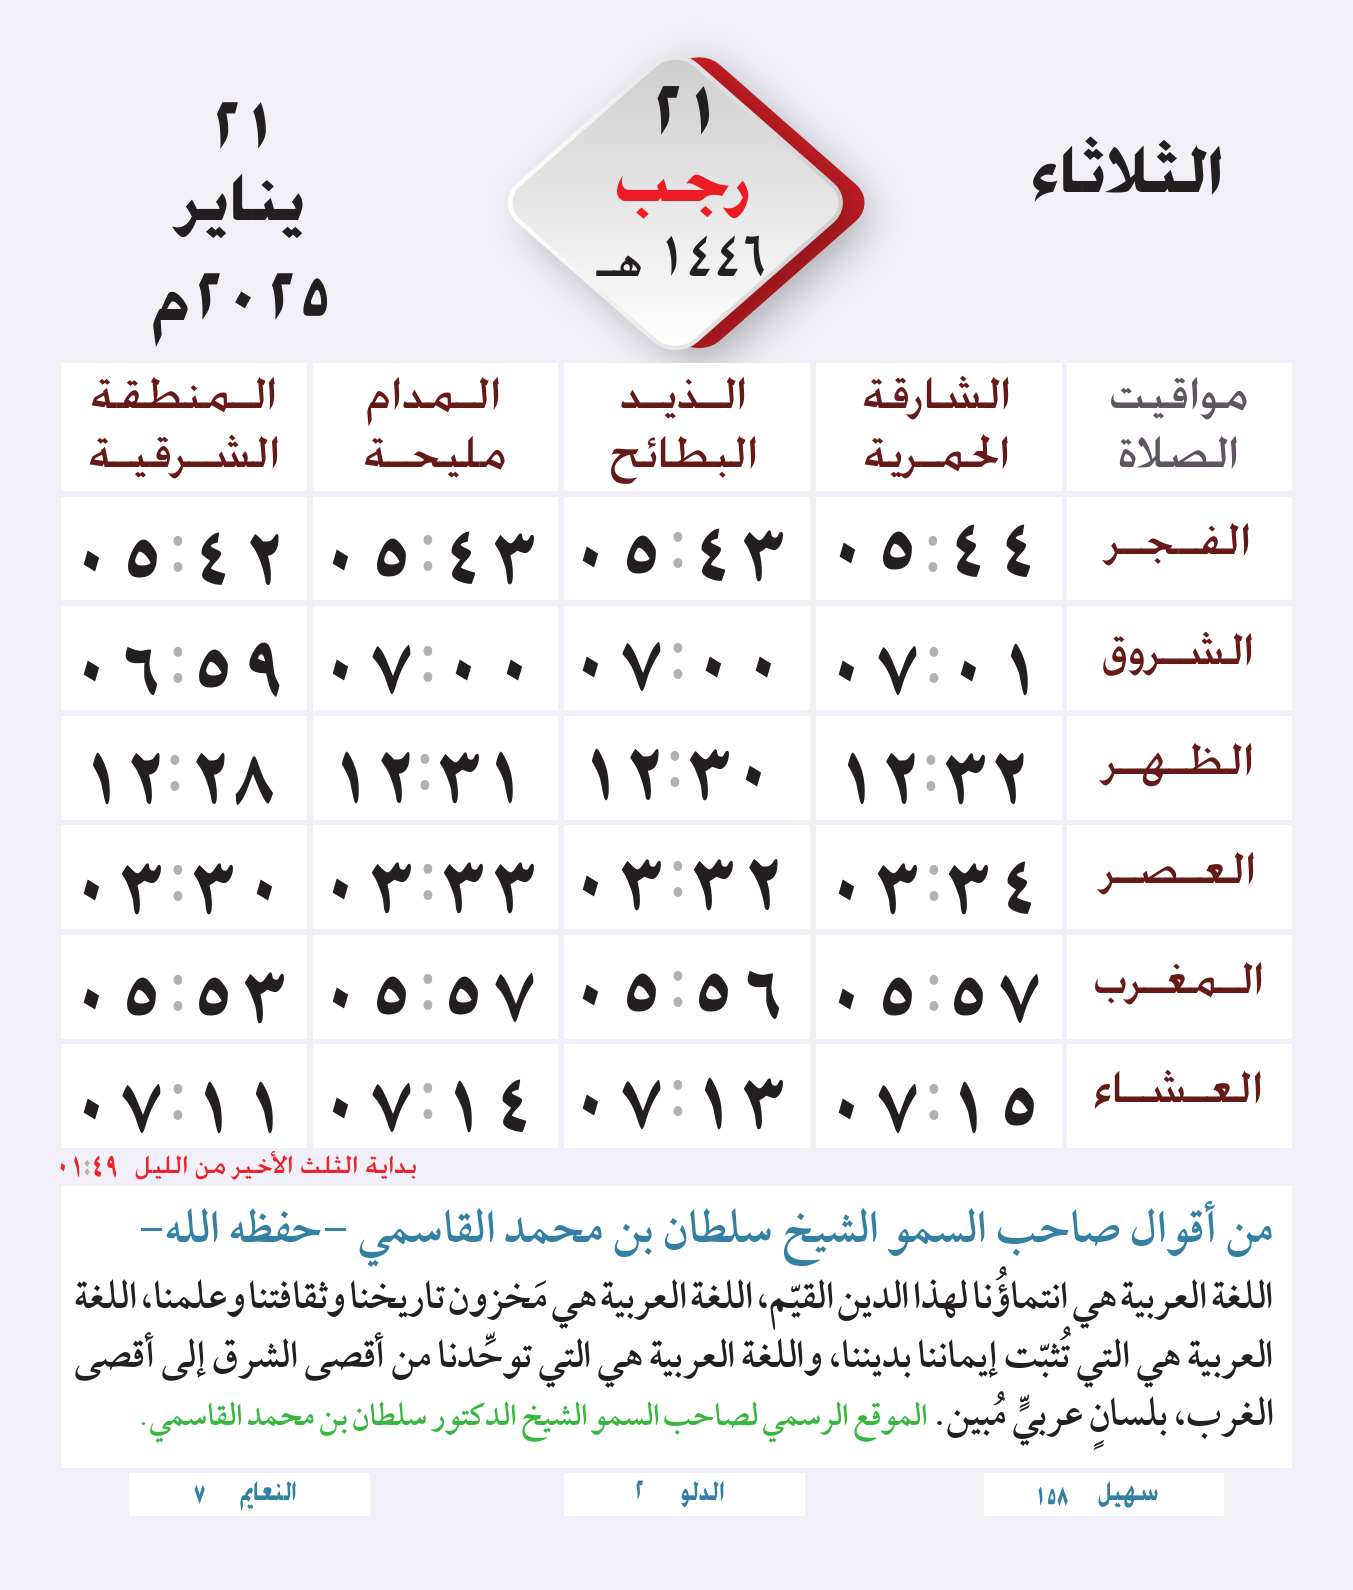 الثلاثاء
٢١
رجب
١٤٤٦ هـ
٢١
يناير
٢٠٢٥م
مواقيت الصلاة
الشارقة الحمرية
الذيد البطائح
المدام مليحة
المنطقة الشرقية
الفجر ٠٥:٤٤ ٠٥:٤٣ ٠٥:٤٣ ٠٥:٤٢
الشروق ٠٧:٠١ ٠٧:٠٠ ٠٧:٠٠ ٠٦:٥٩
الظهر ١٢:٣٢ ١٢:٣٠ ١٢:٣١ ١٢:٢٨
العصر ٠٣:٣٤ ٠٣:٣٢ ٠٣:٣٣ ٠٣:٣٠
المغرب ٠٥:٥٧ ٠٥:٥٦ ٠٥:٥٧ ٠٥:٥٣
العشاء ٠٧:١٥ ٠٧:١٣ ٠٧:١٤ ٠٧:١١
بداية الثلث الأخير من الليل ٠١:٤٩
من أقوال صاحب السمو الشيخ سلطان بن محمد القاسمي -حفظه الله-
اللغة العربية هي انتماؤُنا لهذا الدين القيّم، اللغة العربية هي مَخزون تاريخنا وثقافتنا وعلمنا، اللغة
العربية هي التي تُثبّت إيماننا بديننا، واللغة العربية هي التي توحِّدنا من أقصى الشرق إلى أقصى
الغرب، بلسانٍ عربيٍّ مُبين. الموقع الرسمي لصاحب السمو الشيخ الدكتور سلطان بن محمد القاسمي.
سهيل ١٥٨
الدلو ٢
النعايم ٧